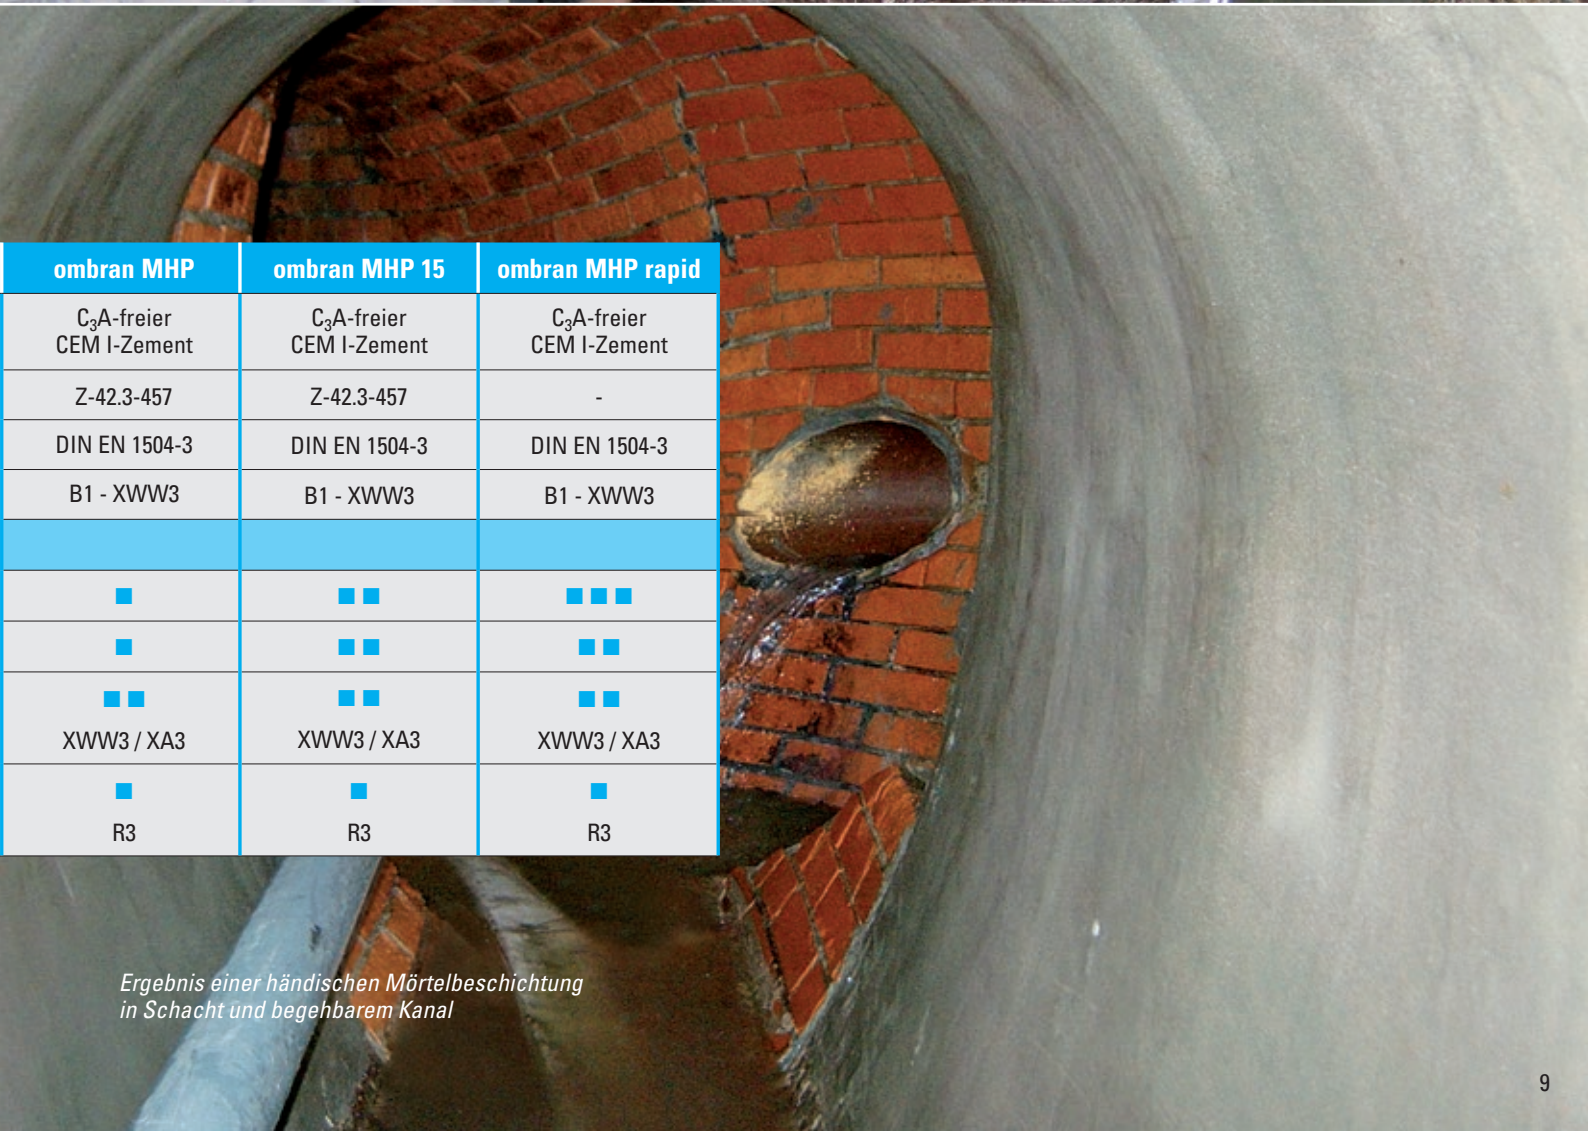 ombran MHP ombran MHP 15 ombran MHP rapid
C₃A-freier C₃A-freier C₃A-freier
CEM I-Zement CEM I-Zement CEM I-Zement
Z-42.3-457 Z-42.3-457 -
DIN EN 1504-3 DIN EN 1504-3 DIN EN 1504-3
B1 - XWW3 B1 - XWW3 B1 - XWW3
XWW3 / XA3 XWW3 / XA3 XWW3 / XA3
R3 R3 R3
Ergebnis einer händischen Mörtelbeschichtung
in Schacht und begehbarem Kanal
9